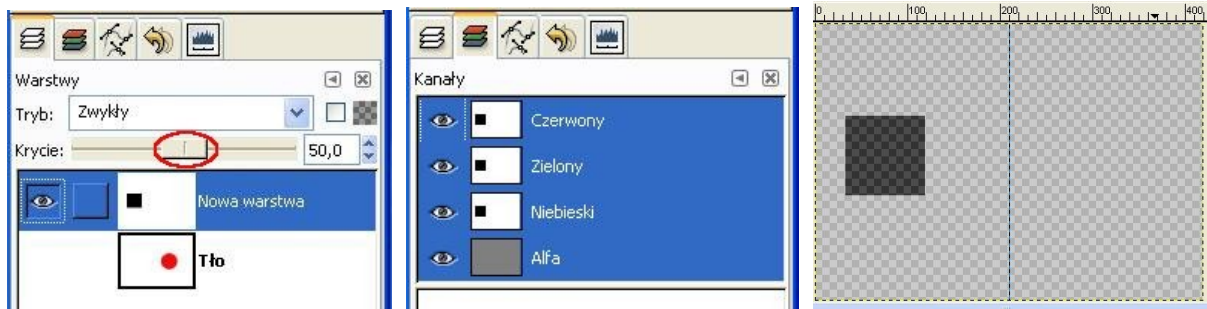 Warstwy
Tryb: Zwykły
Krycie: 50,0
Nowa warstwa
Tło
Kanały
Czerwony
Zielony
Niebieski
Alfa
0 100 200 300 400